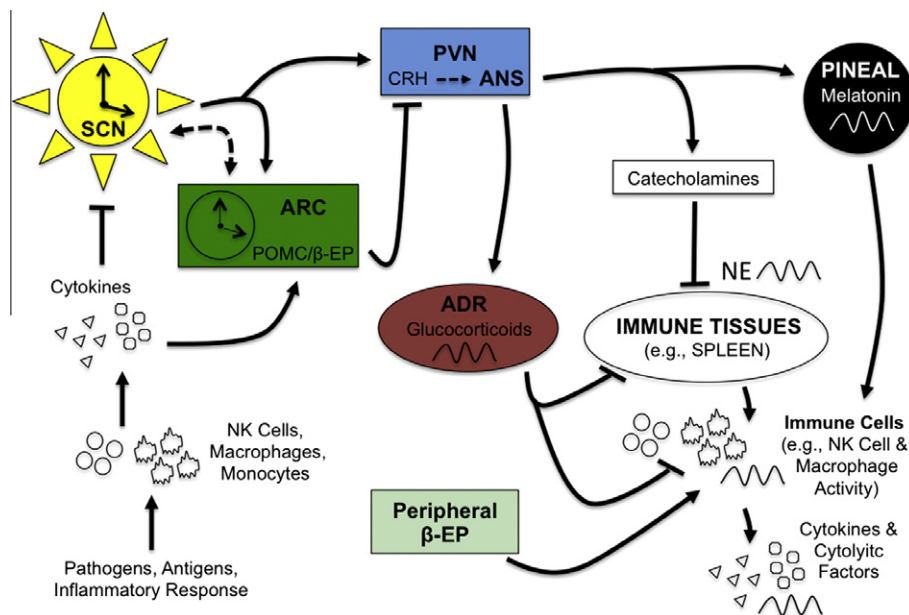 SCN
PVN
CRH ANS
PINEAL
Melatonin
ARC
POMC/β-EP
Catecholamines
Cytokines
NE
ADR
Glucocorticoids
IMMUNE TISSUES
(e.g., SPLEEN)
NK Cells,
Macrophages,
Monocytes
Immune Cells
(e.g., NK Cell &
Macrophage
Activity)
Peripheral
β-EP
Pathogens, Antigens,
Inflammatory Response
Cytokines &
Cytolyitc
Factors